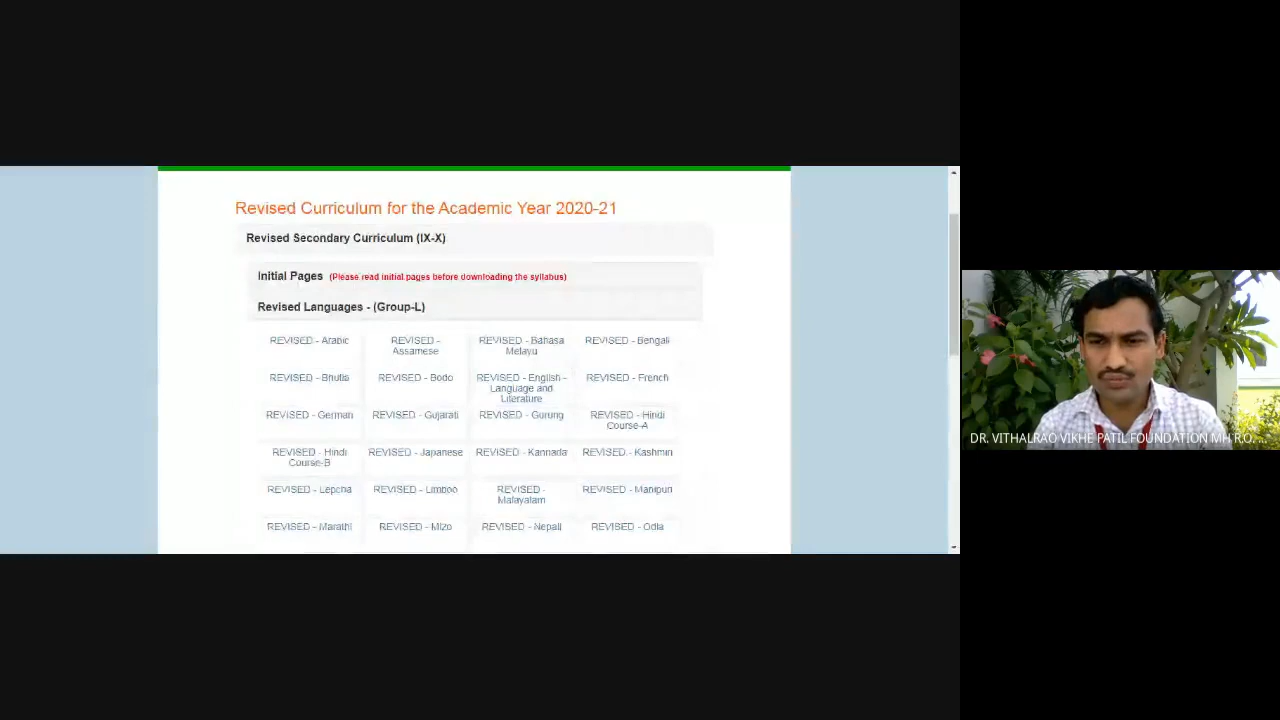 Revised Curriculum for the Academic Year 2020-21
Revised Secondary Curriculum (IX-X)
Initial Pages (Please read initial pages before downloading the syllabus)
Revised Languages - (Group-L)
REVISED - Arabic
REVISED -
Assamese
REVISED - Bahasa
Melayu
REVISED - Bengali
REVISED - Bhutia
REVISED - Bodo
REVISED - English -
Language and
Literature
REVISED - French
REVISED - German
REVISED - Gujarati
REVISED - Gurung
REVISED - Hindi
Course-A
REVISED - Hindi
Course-B
REVISED - Japanese
REVISED - Kannada
REVISED - Kashmiri
REVISED - Lepcha
REVISED - Limboo
REVISED -
Malayalam
REVISED - Manipuri
REVISED - Marathi
REVISED - Mizo
REVISED - Nepali
REVISED - Odia
DR. VITHALRAO VIKHE PATIL FOUNDATION MH R.O. ...